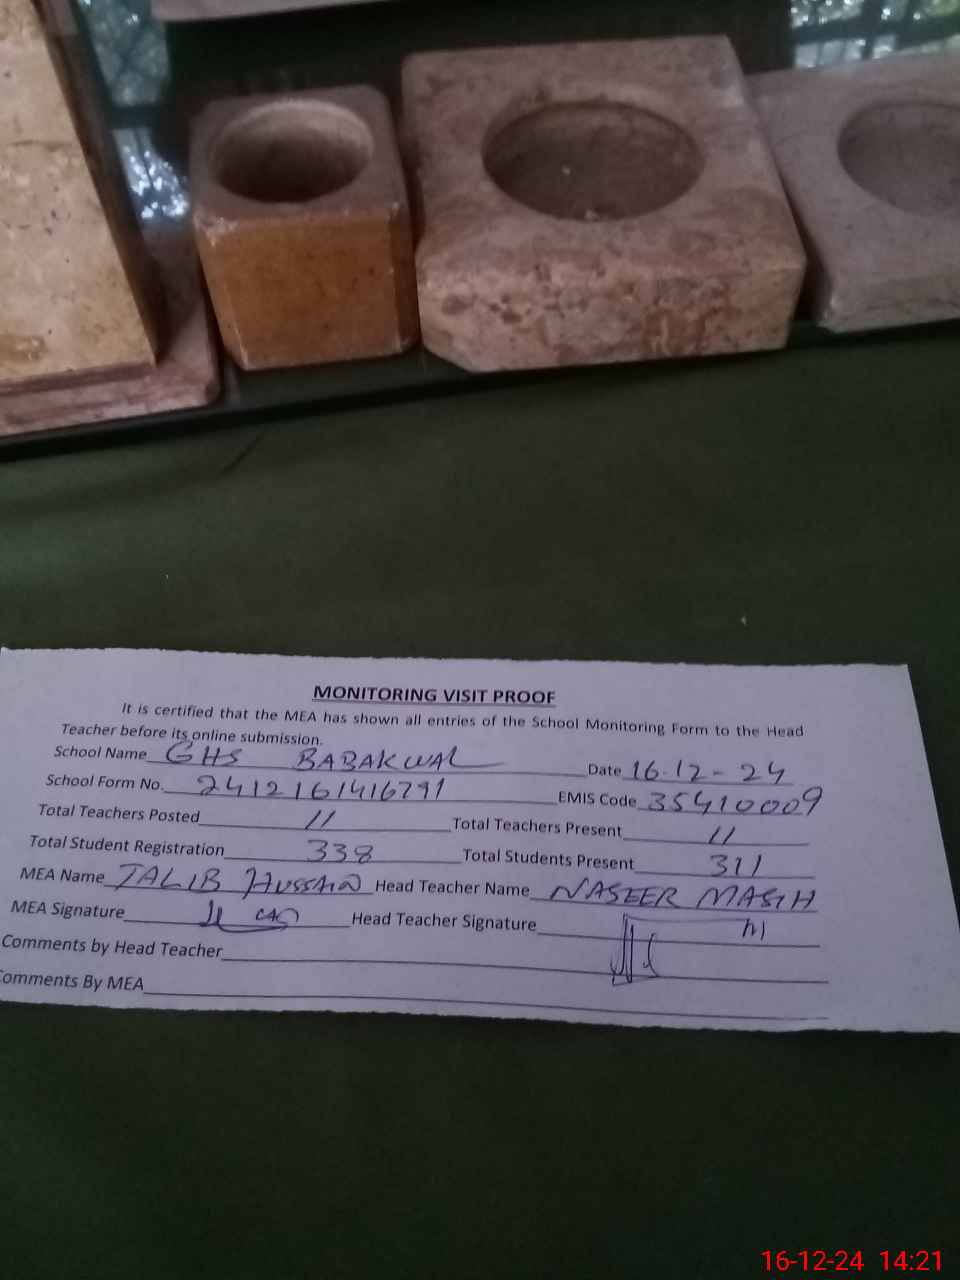 MONITORING VISIT PROOF
It is certified that the MEA has shown all entries of the School Monitoring Form to the Head
Teacher before its online submission.
School Name GHS BABAKWAL Date 16-12-24
School Form No. 2412161416791 EMIS Code 35410009
Total Teachers Posted 11 Total Teachers Present 11
Total Student Registration 338 Total Students Present 311
MEA Name TALIB HUSSAIN Head Teacher Name NASEER MASIH
MEA Signature Head Teacher Signature
Comments by Head Teacher
Comments By MEA
16-12-24 14:21